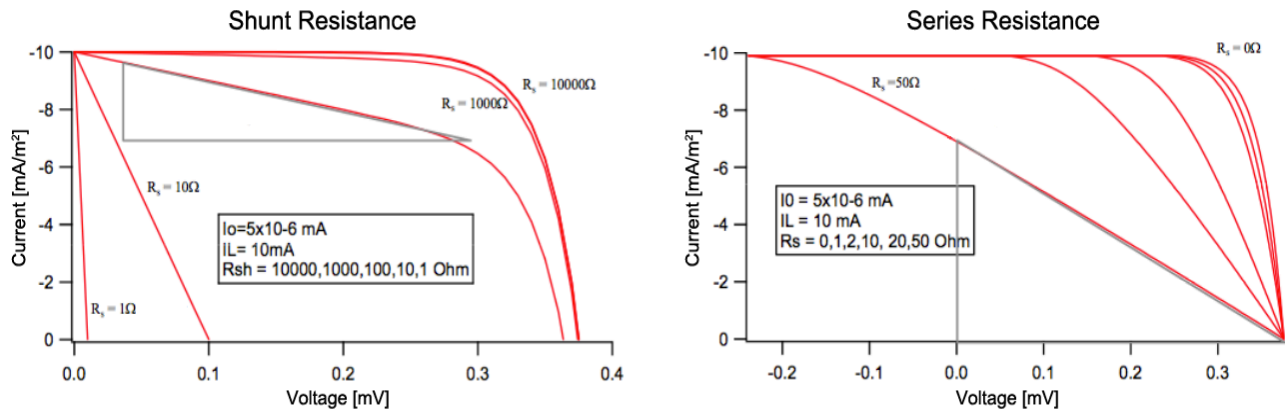 Shunt Resistance
-10
-8
-6
-4
-2
0
Current [mA/m²]
0.0
0.1
0.2
0.3
0.4
Voltage [mV]
Rs = 10000Ω
Rs = 1000Ω
Rs = 10Ω
Rs = 1Ω
Io=5x10-6 mA
IL= 10mA
Rsh = 10000,1000,100,10,1 Ohm
Series Resistance
-10
-8
-6
-4
-2
0
Current [mA/m²]
-0.2
-0.1
0.0
0.1
0.2
0.3
Voltage [mV]
Rs = 0Ω
Rs = 50Ω
I0 = 5x10-6 mA
IL = 10 mA
Rs = 0,1,2,10, 20,50 Ohm